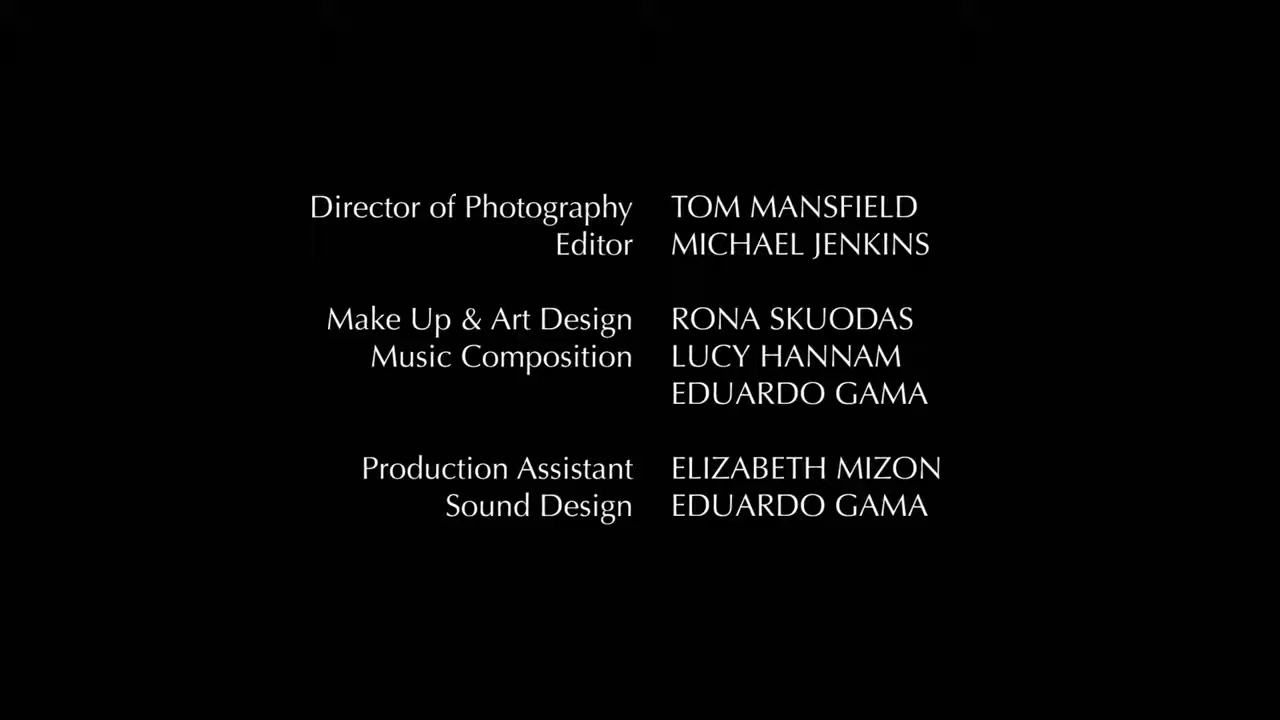 Director of Photography TOM MANSFIELD
Editor MICHAEL JENKINS
Make Up & Art Design RONA SKUODAS
Music Composition LUCY HANNAM
EDUARDO GAMA
Production Assistant ELIZABETH MIZON
Sound Design EDUARDO GAMA